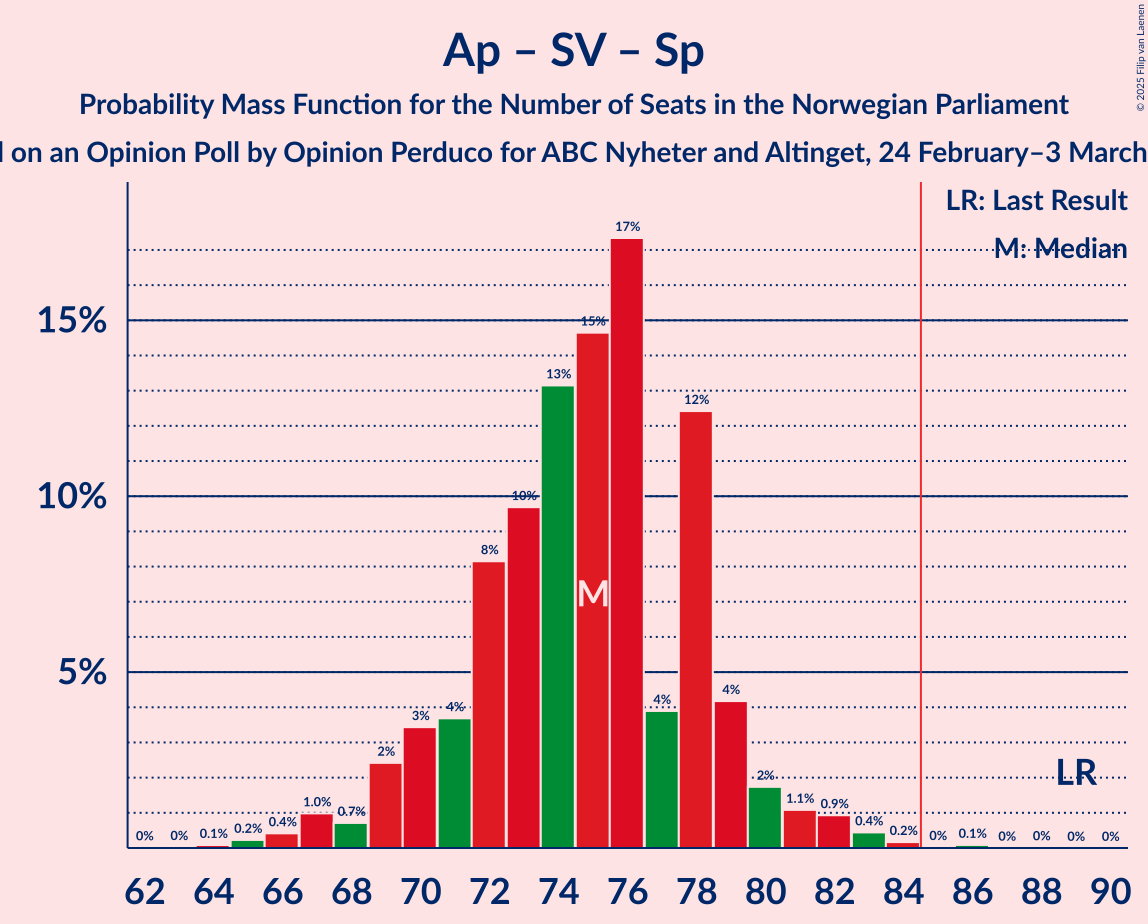 Ap – SV – Sp
Probability Mass Function for the Number of Seats in the Norwegian Parliament
on an Opinion Poll by Opinion Perduco for ABC Nyheter and Altinget, 24 February–3 March
© 2025 Filip van Laenen
LR: Last Result
M: Median
17%
15%
15%
13%
12%
10%
10%
8%
M
5%
4%
4%
4%
3%
2%
2%
LR
1.0%
1.1%
0.9%
0.7%
0% 0% 0.1% 0.2% 0.4% 0.4% 0.2% 0% 0.1% 0% 0% 0% 0%
62 64 66 68 70 72 74 76 78 80 82 84 86 88 90